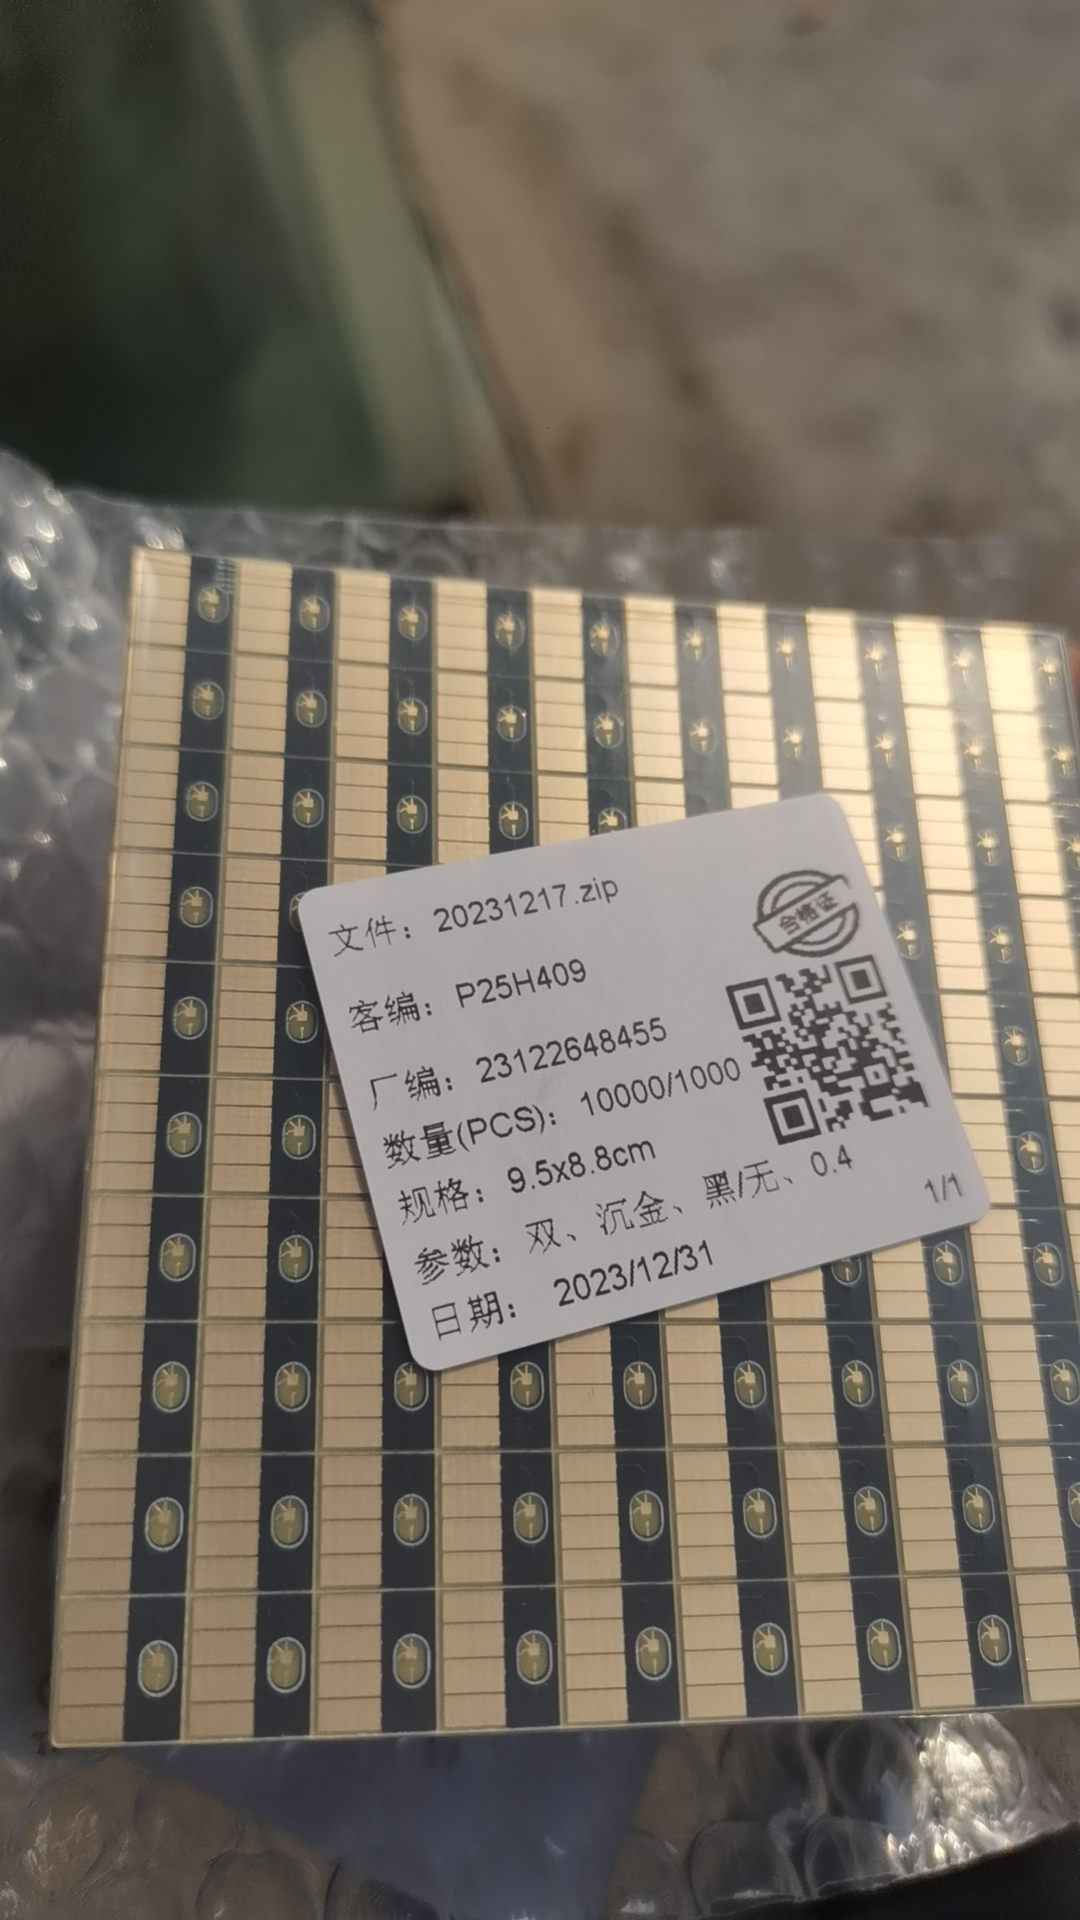 文件：20231217.zip
合格证
客编：P25H409
厂编：23122648455
数量(PCS)：10000/1000
规格：9.5x8.8cm
参数：双、沉金、黑/无、0.4
1/1
日期：2023/12/31